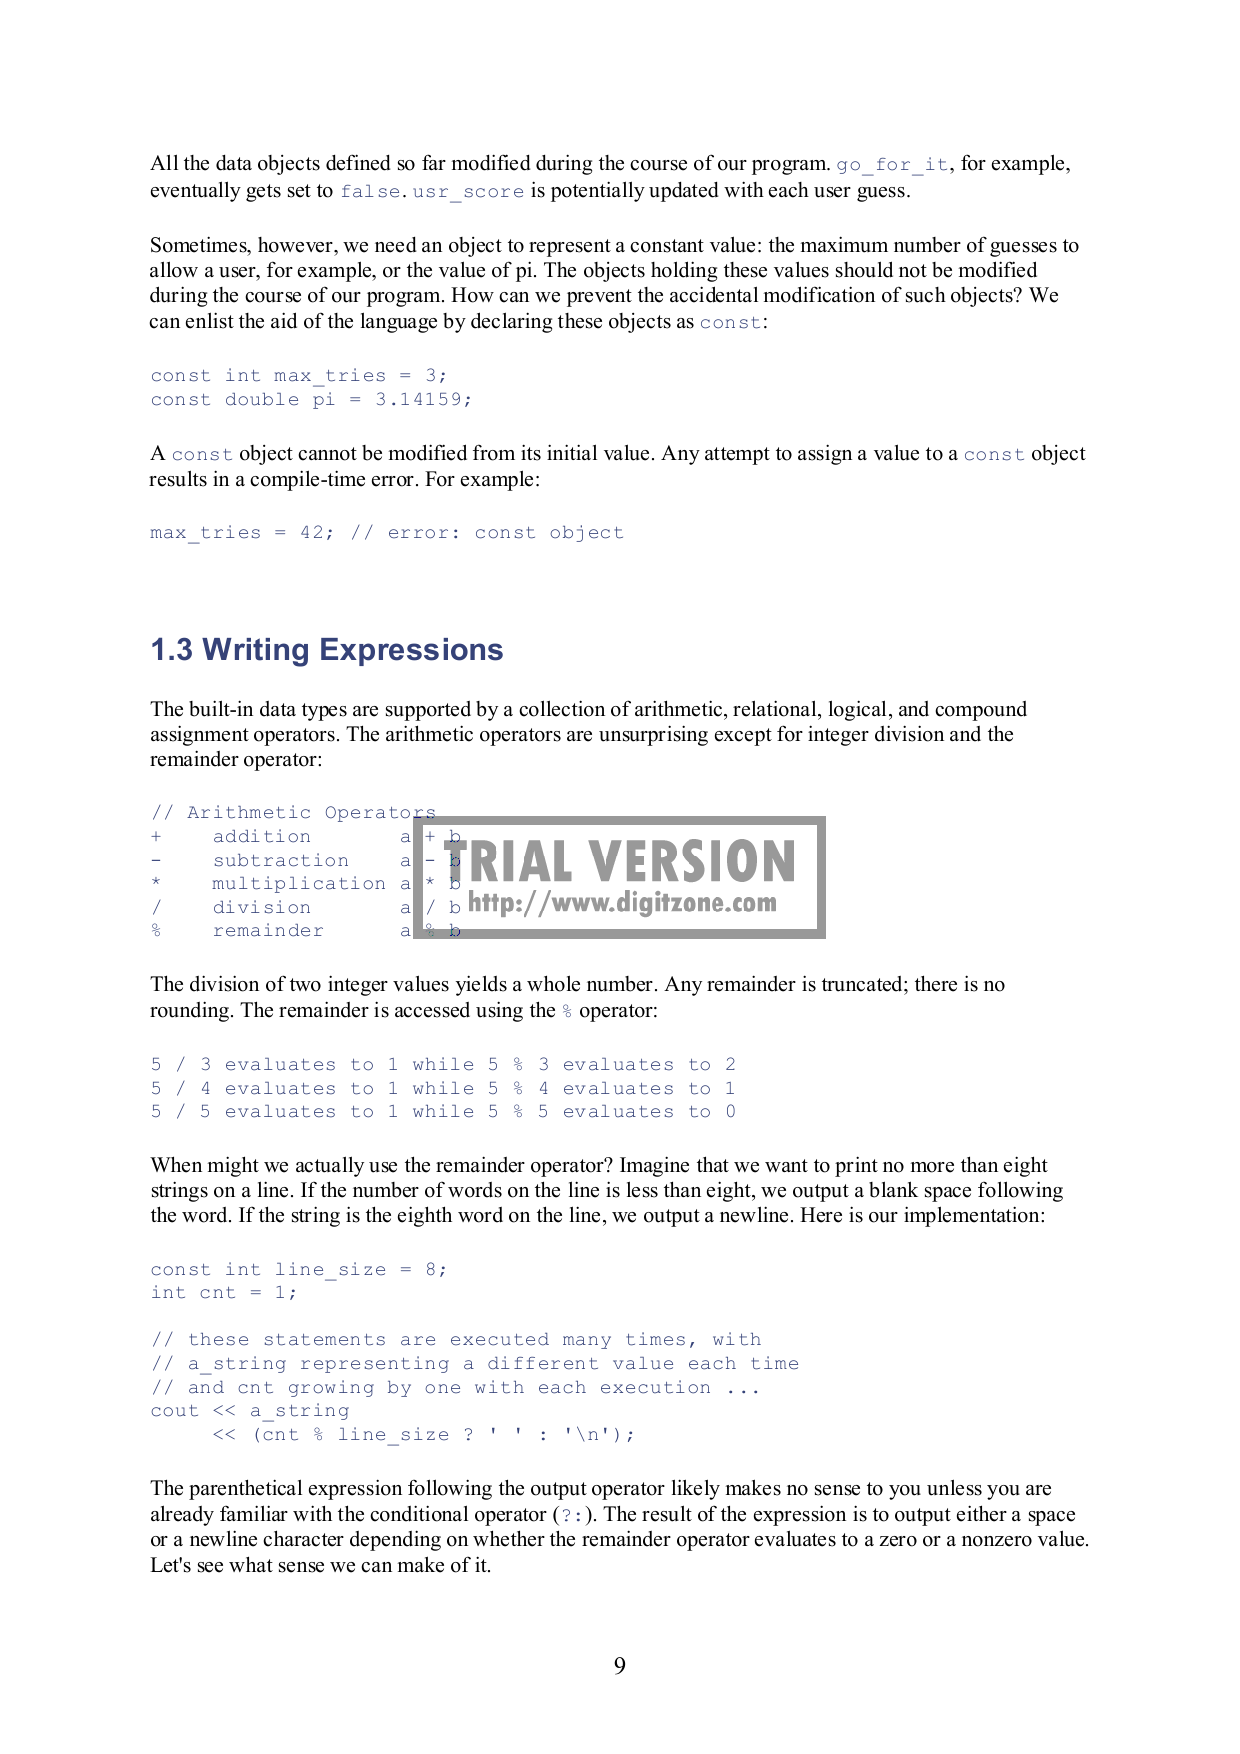 All the data objects defined so far modified during the course of our program. go_for_it, for example,
eventually gets set to false. usr_score is potentially updated with each user guess.
Sometimes, however, we need an object to represent a constant value: the maximum number of guesses to
allow a user, for example, or the value of pi. The objects holding these values should not be modified
during the course of our program. How can we prevent the accidental modification of such objects? We
can enlist the aid of the language by declaring these objects as const:
const int max_tries = 3;
const double pi = 3.14159;
A const object cannot be modified from its initial value. Any attempt to assign a value to a const object
results in a compile-time error. For example:
max_tries = 42; // error: const object
1.3 Writing Expressions
The built-in data types are supported by a collection of arithmetic, relational, logical, and compound
assignment operators. The arithmetic operators are unsurprising except for integer division and the
remainder operator:
// Arithmetic Operators
+    addition       a + b
-    subtraction    a - b
*    multiplication a * b
/    division       a / b
%    remainder      a % b
TRIAL VERSION
http://www.digitzone.com
The division of two integer values yields a whole number. Any remainder is truncated; there is no
rounding. The remainder is accessed using the % operator:
5 / 3 evaluates to 1 while 5 % 3 evaluates to 2
5 / 4 evaluates to 1 while 5 % 4 evaluates to 1
5 / 5 evaluates to 1 while 5 % 5 evaluates to 0
When might we actually use the remainder operator? Imagine that we want to print no more than eight
strings on a line. If the number of words on the line is less than eight, we output a blank space following
the word. If the string is the eighth word on the line, we output a newline. Here is our implementation:
const int line_size = 8;
int cnt = 1;
// these statements are executed many times, with
// a_string representing a different value each time
// and cnt growing by one with each execution ...
cout << a_string
     << (cnt % line_size ? ' ' : '\n');
The parenthetical expression following the output operator likely makes no sense to you unless you are
already familiar with the conditional operator (?:). The result of the expression is to output either a space
or a newline character depending on whether the remainder operator evaluates to a zero or a nonzero value.
Let's see what sense we can make of it.
9